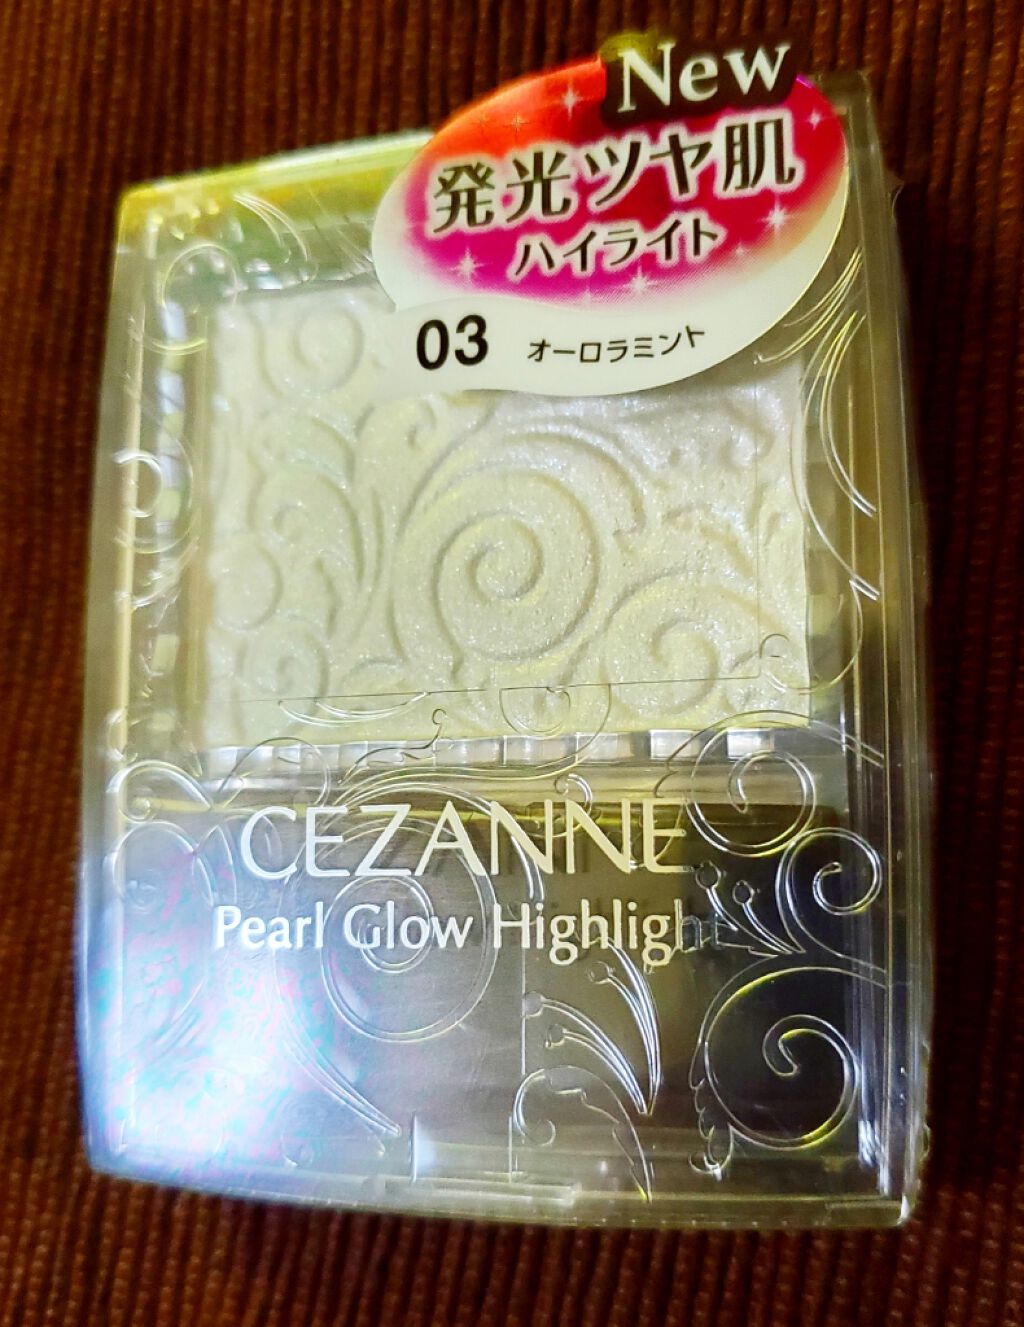 New
発光ツヤ肌
ハイライト
03 オーロラミント
CEZANNE
Pearl Glow Highlight